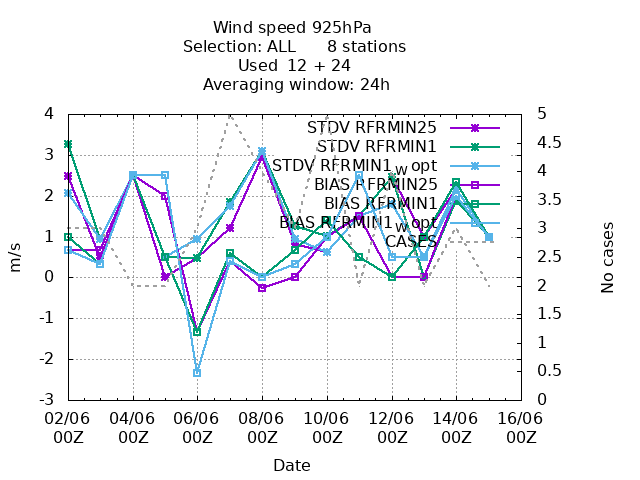 Wind speed 925hPa
Selection: ALL 8 stations
Used 12 + 24
Averaging window: 24h
4
3
2
1
0
-1
-2
-3
m/s
5
4.5
4
3.5
3
2.5
2
1.5
1
0.5
0
No cases
STDV RFRMIN25
STDV RFRMIN1
STDV RFRMIN1_w_opt
BIAS RFRMIN25
BIAS RFRMIN1
BIAS RFRMIN1_w_opt
CASES
02/06 04/06 06/06 08/06 10/06 12/06 14/06 16/06
00Z 00Z 00Z 00Z 00Z 00Z 00Z 00Z
Date